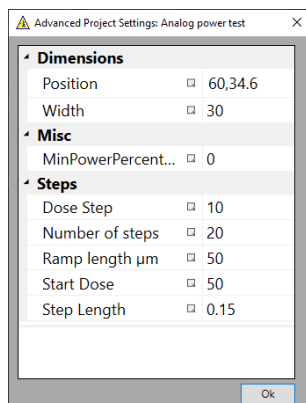 Advanced Project Settings: Analog power test
Dimensions
Position 60,34.6
Width 30
Misc
MinPowerPercent... 0
Steps
Dose Step 10
Number of steps 20
Ramp length µm 50
Start Dose 50
Step Length 0.15
Ok